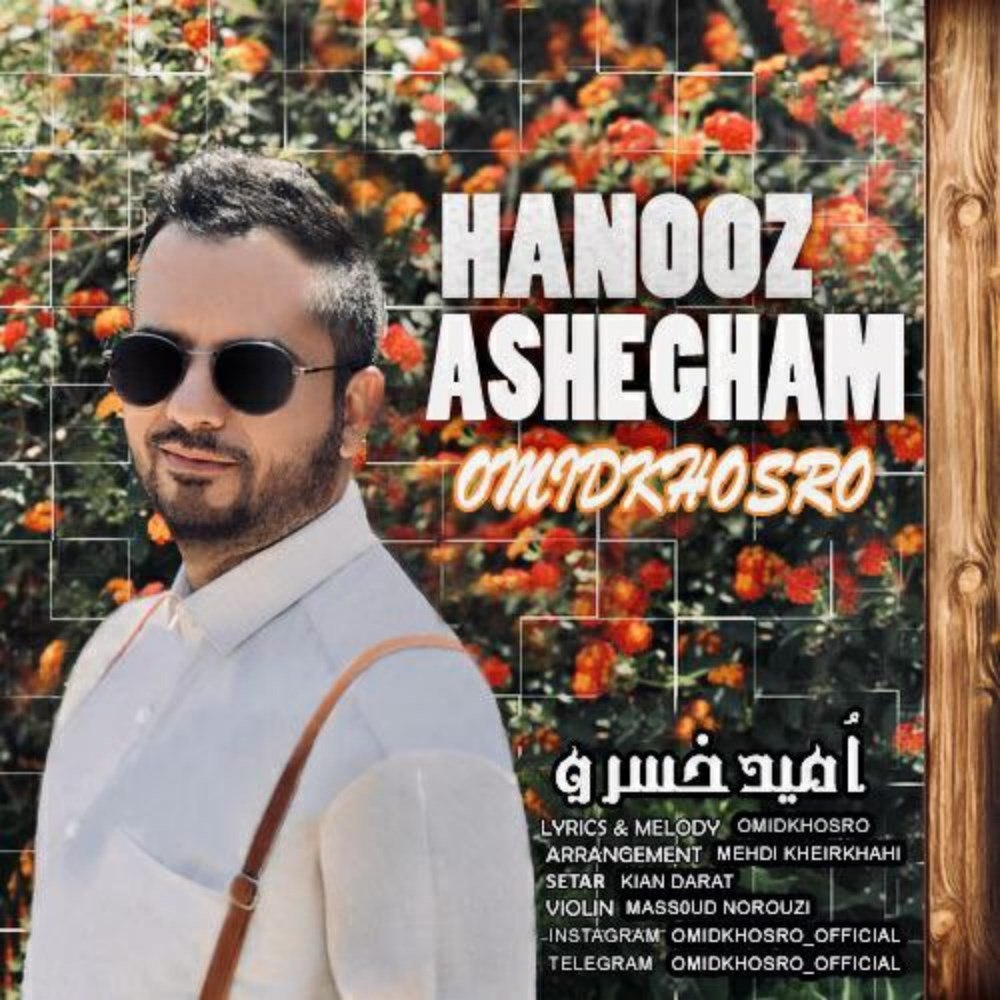 HANOOZ
ASHEGHAM
OMIDKHOSRO
اُمید خسرو
LYRICS & MELODY OMIDKHOSRO
ARRANGEMENT MEHDI KHEIRKHAHI
SETAR KIAN DARAT
VIOLIN MASS0UD NOROUZI
INSTAGRAM OMIDKHOSRO_OFFICIAL
TELEGRAM OMIDKHOSRO_OFFICIAL